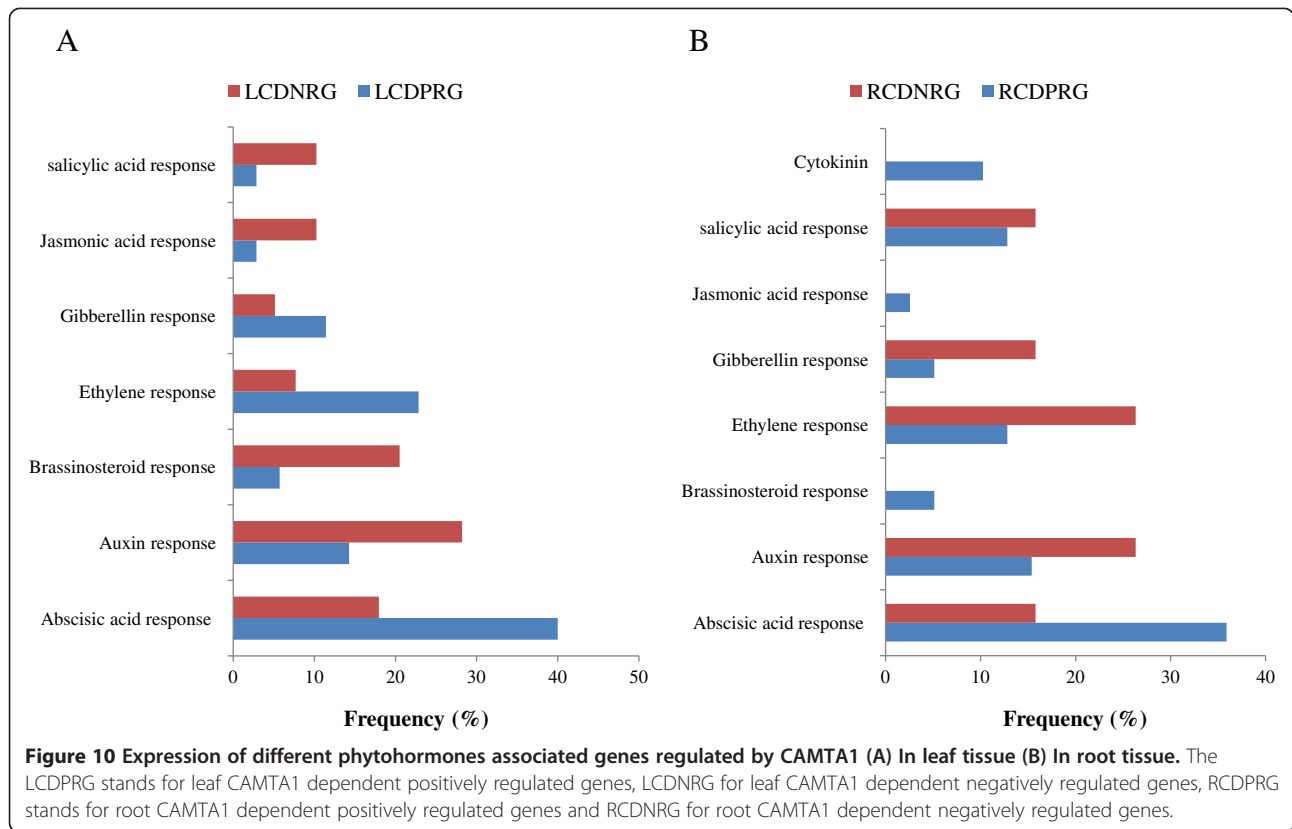 A
LCDNRG LCDPRG
salicylic acid response
Jasmonic acid response
Gibberellin response
Ethylene response
Brassinosteroid response
Auxin response
Abscisic acid response
0 10 20 30 40 50
Frequency (%)
B
RCDNRG RCDPRG
Cytokinin
salicylic acid response
Jasmonic acid response
Gibberellin response
Ethylene response
Brassinosteroid response
Auxin response
Abscisic acid response
0 10 20 30 40
Frequency (%)
Figure 10 Expression of different phytohormones associated genes regulated by CAMTA1 (A) In leaf tissue (B) In root tissue. The
LCDPRG stands for leaf CAMTA1 dependent positively regulated genes, LCDNRG for leaf CAMTA1 dependent negatively regulated genes, RCDPRG
stands for root CAMTA1 dependent positively regulated genes and RCDNRG for root CAMTA1 dependent negatively regulated genes.